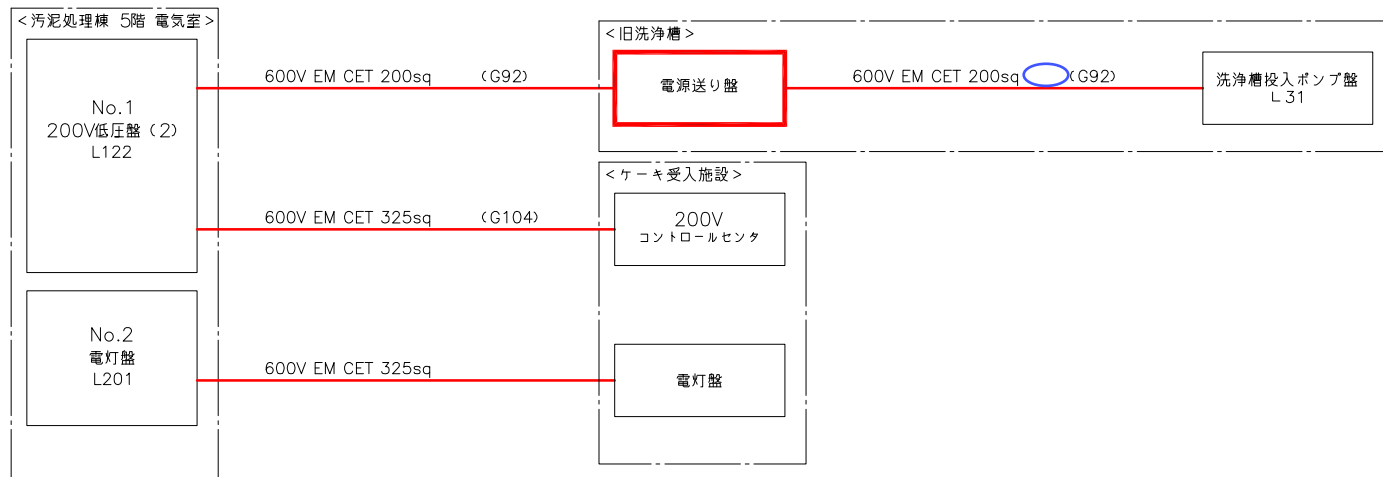 <汚泥処理棟 5階 電気室>
No.1
200V低圧盤（2）
L122
600V EM CET 200sq （G92）
<旧洗浄槽>
電源送り盤
600V EM CET 200sq （G92）
洗浄槽投入ポンプ盤
L31
600V EM CET 325sq （G104）
<ケーキ受入施設>
200V
コントロールセンタ
No.2
電灯盤
L201
600V EM CET 325sq
電灯盤